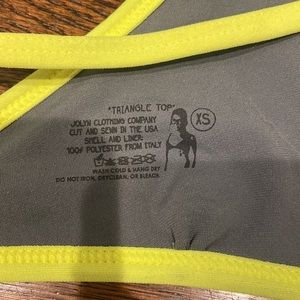 "TRIANGLE TOP"
JOLYN CLOTHING COMPANY
CUT AND SEWN IN THE USA
SHELL AND LINER:
100% POLYESTER FROM ITALY
WASH COLD & HANG DRY
DO NOT IRON, DRYCLEAN, OR BLEACH
XS